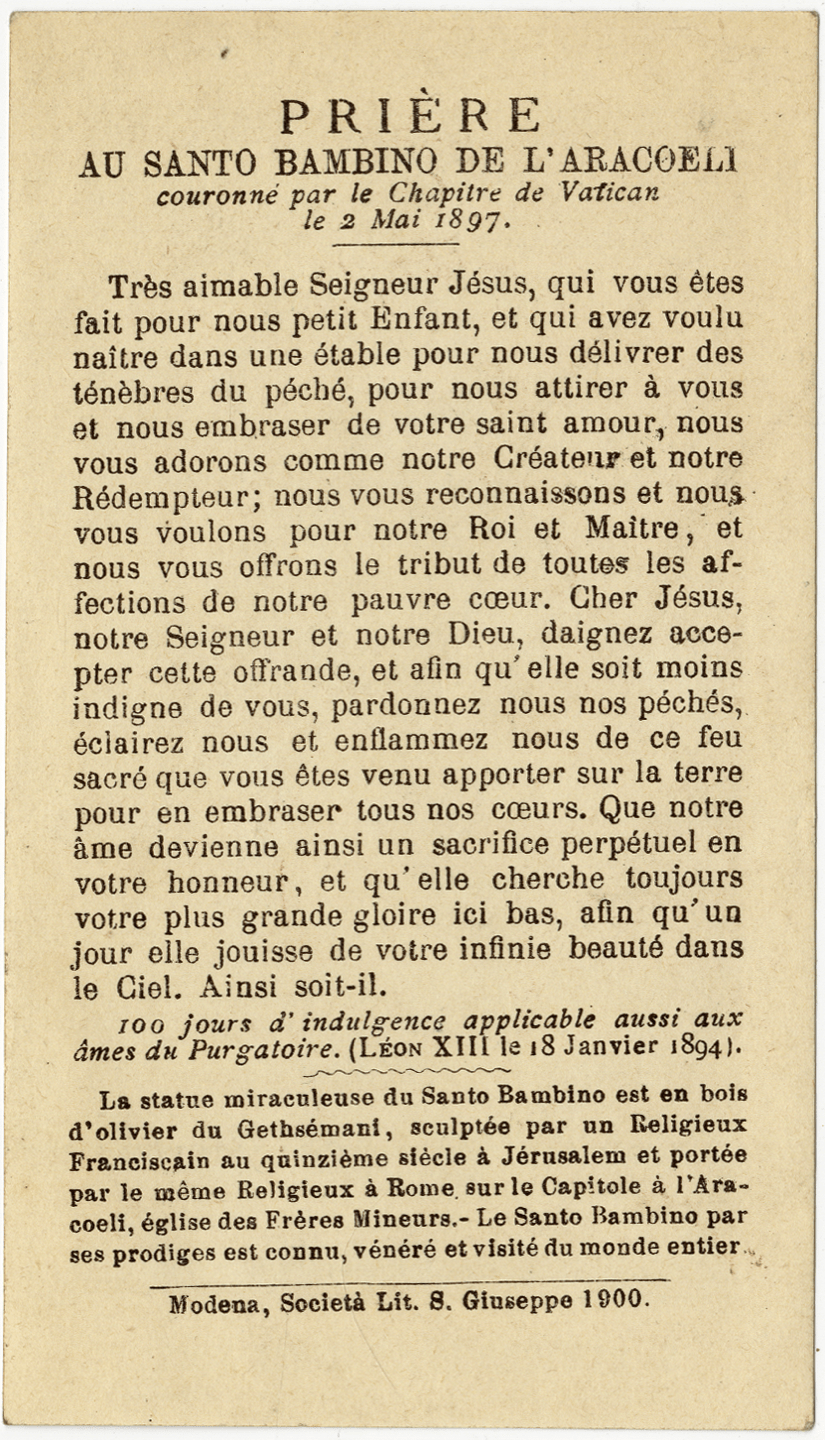 PRIÈRE
AU SANTO BAMBINO DE L'ARACOELI
couronné par le Chapitre de Vatican
le 2 Mai 1897.
Très aimable Seigneur Jésus, qui vous êtes
fait pour nous petit Enfant, et qui avez voulu
naître dans une étable pour nous délivrer des
ténèbres du péché, pour nous attirer à vous
et nous embraser de votre saint amour, nous
vous adorons comme notre Créateur et notre
Rédempteur; nous vous reconnaissons et nous
vous voulons pour notre Roi et Maître, et
nous vous offrons le tribut de toutes les af-
fections de notre pauvre cœur. Cher Jésus,
notre Seigneur et notre Dieu, daignez acce-
pter cette offrande, et afin qu'elle soit moins
indigne de vous, pardonnez nous nos péchés,
éclairez nous et enflammez nous de ce feu
sacré que vous êtes venu apporter sur la terre
pour en embraser tous nos cœurs. Que notre
âme devienne ainsi un sacrifice perpétuel en
votre honneur, et qu'elle cherche toujours
votre plus grande gloire ici bas, afin qu'un
jour elle jouisse de votre infinie beauté dans
le Ciel. Ainsi soit-il.
100 jours d'indulgence applicable aussi aux
âmes du Purgatoire. (LÉON XIII le 18 Janvier 1894).
La statue miraculeuse du Santo Bambino est en bois
d'olivier du Gethsémani, sculptée par un Religieux
Franciscain au quinzième siècle à Jérusalem et portée
par le même Religieux à Rome sur le Capitole à l'Ara-
coeli, église des Frères Mineurs.- Le Santo Bambino par
ses prodiges est connu, vénéré et visité du monde entier.
Modena, Società Lit. S. Giuseppe 1900.